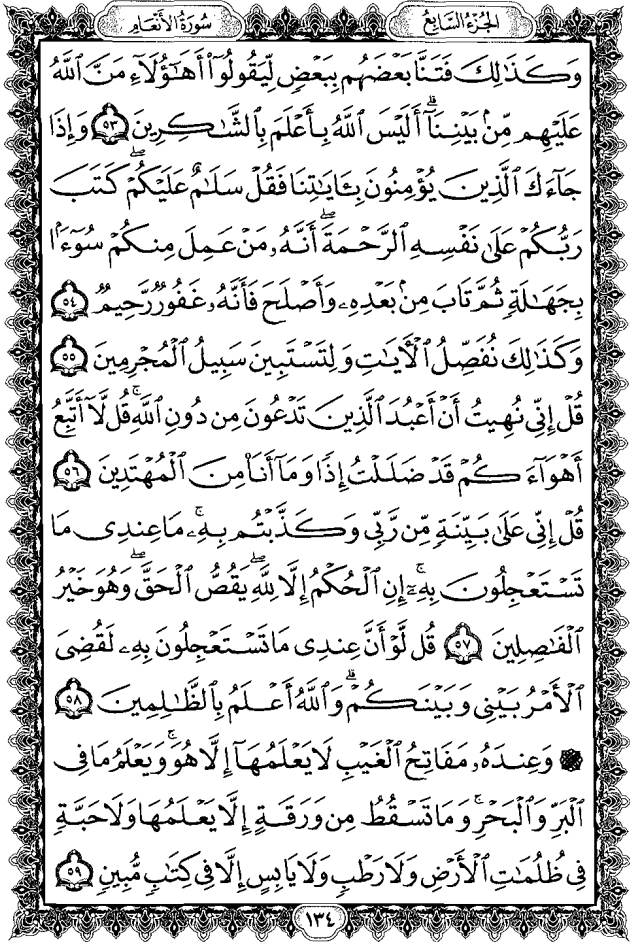 الجزء السابع
سورة الأنعام
وَكَذَٰلِكَ فَتَنَّا بَعْضَهُم بِبَعْضٍ لِّيَقُولُوٓا۟ أَهَٰٓؤُلَآءِ مَنَّ ٱللَّهُ
عَلَيْهِم مِّنۢ بَيْنِنَآ ۗ أَلَيْسَ ٱللَّهُ بِأَعْلَمَ بِٱلشَّٰكِرِينَ ٥٣ وَإِذَا
جَآءَكَ ٱلَّذِينَ يُؤْمِنُونَ بِـَٔايَٰتِنَا فَقُلْ سَلَٰمٌ عَلَيْكُمْ ۖ كَتَبَ
رَبُّكُمْ عَلَىٰ نَفْسِهِ ٱلرَّحْمَةَ ۖ أَنَّهُۥ مَنْ عَمِلَ مِنكُمْ سُوٓءًۢا
بِجَهَٰلَةٍ ثُمَّ تَابَ مِنۢ بَعْدِهِۦ وَأَصْلَحَ فَأَنَّهُۥ غَفُورٌ رَّحِيمٌ ٥٤
وَكَذَٰلِكَ نُفَصِّلُ ٱلْـَٔايَٰتِ وَلِتَسْتَبِينَ سَبِيلُ ٱلْمُجْرِمِينَ ٥٥
قُلْ إِنِّى نُهِيتُ أَنْ أَعْبُدَ ٱلَّذِينَ تَدْعُونَ مِن دُونِ ٱللَّهِ ۚ قُل لَّآ أَتَّبِعُ
أَهْوَآءَكُمْ ۙ قَدْ ضَلَلْتُ إِذًا وَمَآ أَنَا۠ مِنَ ٱلْمُهْتَدِينَ ٥٦
قُلْ إِنِّى عَلَىٰ بَيِّنَةٍ مِّن رَّبِّى وَكَذَّبْتُم بِهِۦ ۚ مَا عِندِى مَا
تَسْتَعْجِلُونَ بِهِۦٓ ۚ إِنِ ٱلْحُكْمُ إِلَّا لِلَّهِ ۖ يَقُصُّ ٱلْحَقَّ ۖ وَهُوَ خَيْرُ
ٱلْفَٰصِلِينَ ٥٧ قُل لَّوْ أَنَّ عِندِى مَا تَسْتَعْجِلُونَ بِهِۦ لَقُضِىَ
ٱلْأَمْرُ بَيْنِى وَبَيْنَكُمْ ۗ وَٱللَّهُ أَعْلَمُ بِٱلظَّٰلِمِينَ ٥٨
۞ وَعِندَهُۥ مَفَاتِحُ ٱلْغَيْبِ لَا يَعْلَمُهَآ إِلَّا هُوَ ۚ وَيَعْلَمُ مَا فِى
ٱلْبَرِّ وَٱلْبَحْرِ ۚ وَمَا تَسْقُطُ مِن وَرَقَةٍ إِلَّا يَعْلَمُهَا وَلَا حَبَّةٍ
فِى ظُلُمَٰتِ ٱلْأَرْضِ وَلَا رَطْبٍ وَلَا يَابِسٍ إِلَّا فِى كِتَٰبٍ مُّبِينٍ ٥٩
١٣٤